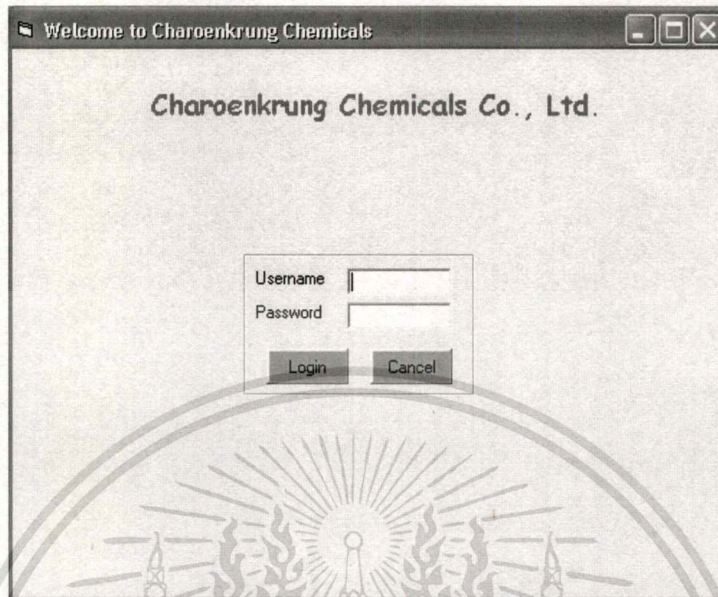 Welcome to Charoenkrung Chemicals
Charoenkrung Chemicals Co., Ltd.
Username
Password
Login
Cancel